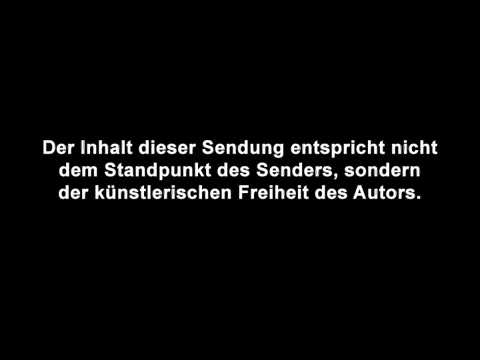 Der Inhalt dieser Sendung entspricht nicht
dem Standpunkt des Senders, sondern
der künstlerischen Freiheit des Autors.